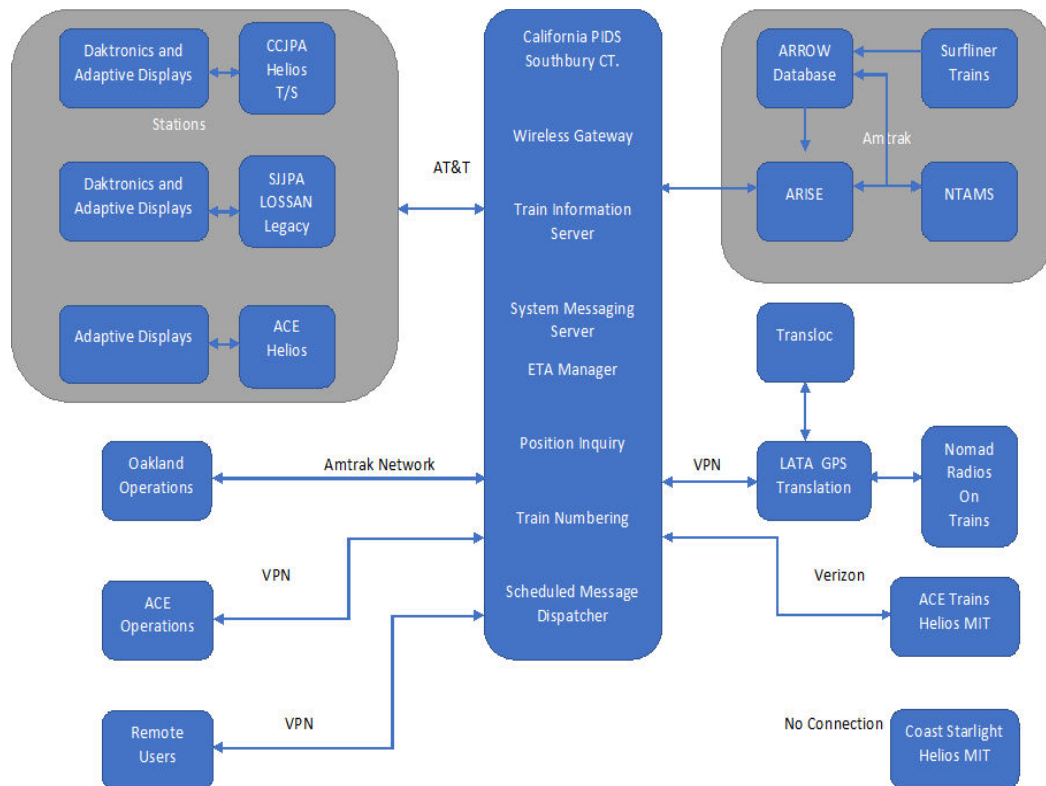 Daktronics and
Adaptive Displays
CCJPA
Helios
T/S
Stations
Daktronics and
Adaptive Displays
SJJPA
LOSSAN
Legacy
Adaptive Displays
ACE
Helios
AT&T
California PIDS
Southbury CT.
Wireless Gateway
Train Information
Server
System Messaging
Server
ETA Manager
Position Inquiry
Train Numbering
Scheduled Message
Dispatcher
ARROW
Database
Surfliner
Trains
Amtrak
ARISE
NTAMS
Transloc
Oakland
Operations
Amtrak Network
VPN
LATA GPS
Translation
Nomad
Radios
On
Trains
ACE
Operations
VPN
Verizon
ACE Trains
Helios MIT
Remote
Users
VPN
No Connection
Coast Starlight
Helios MIT